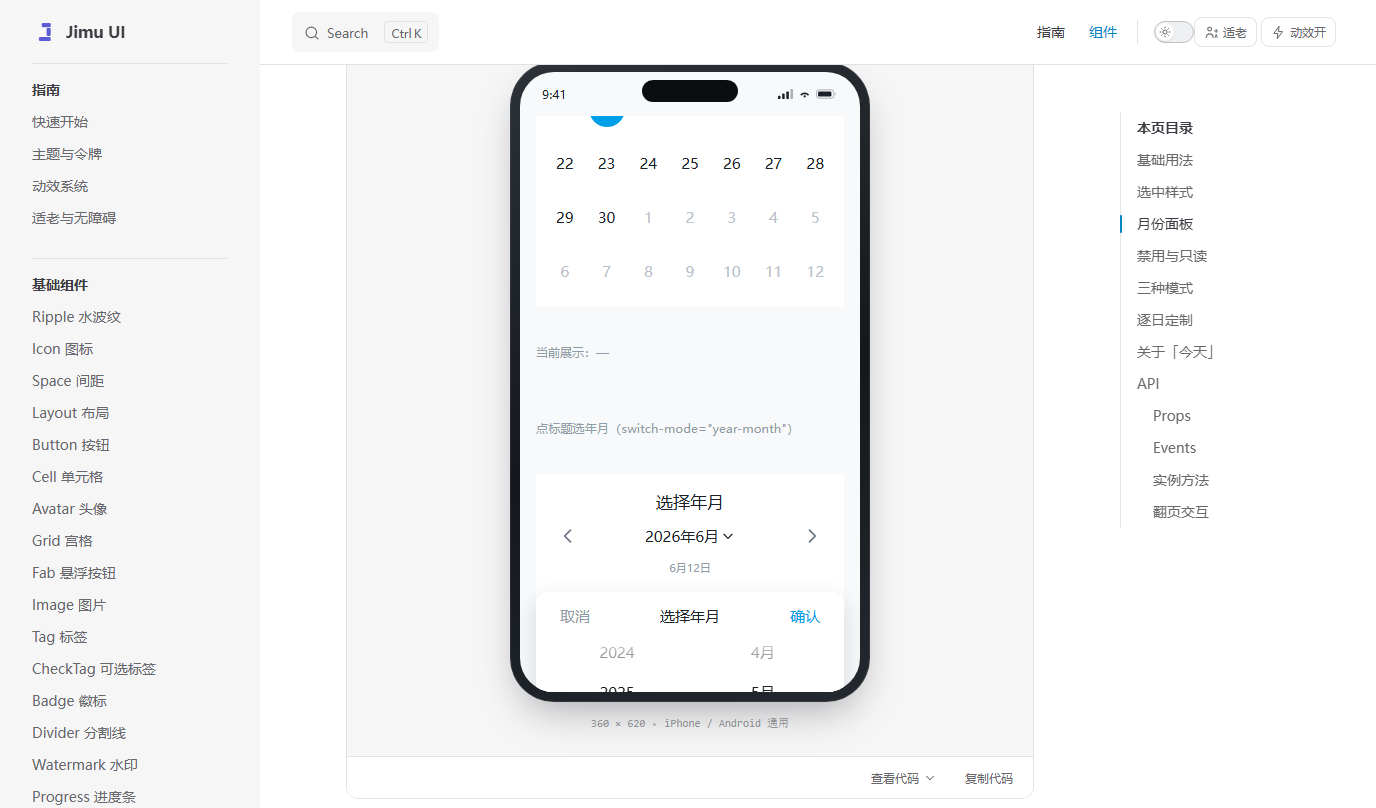 Jimu UI
Search Ctrl K
指南 组件 适老 动效开
指南
快速开始
主题与令牌
动效系统
适老与无障碍
基础组件
Ripple 水波纹
Icon 图标
Space 间距
Layout 布局
Button 按钮
Cell 单元格
Avatar 头像
Grid 宫格
Fab 悬浮按钮
Image 图片
Tag 标签
CheckTag 可选标签
Badge 徽标
Divider 分割线
Watermark 水印
Progress 进度条
9:41
22 23 24 25 26 27 28
29 30 1 2 3 4 5
6 7 8 9 10 11 12
当前展示：—
点标题选年月（switch-mode="year-month"）
选择年月
2026年6月
6月12日
取消 选择年月 确认
2024 4月
2025 5月
360 × 620 · iPhone / Android 通用
查看代码 复制代码
本页目录
基础用法
选中样式
月份面板
禁用与只读
三种模式
逐日定制
关于「今天」
API
Props
Events
实例方法
翻页交互